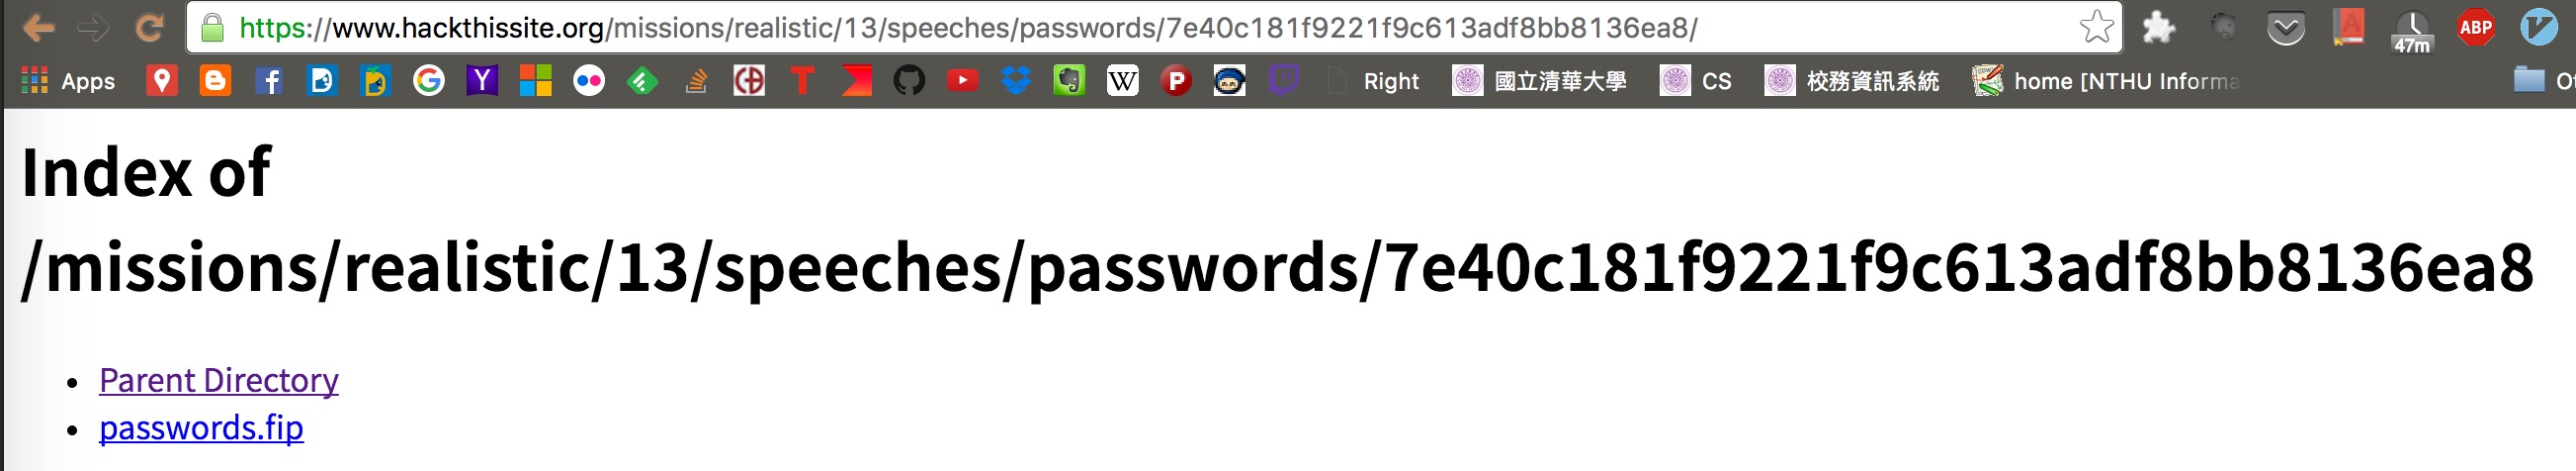 https://www.hackthissite.org/missions/realistic/13/speeches/passwords/7e40c181f9221f9c613adf8bb8136ea8/
ABP
47m
Apps
G
Y
T
W
P
Right
國立清華大學
CS
校務資訊系統
home [NTHU Informa
Ot
Index of
/missions/realistic/13/speeches/passwords/7e40c181f9221f9c613adf8bb8136ea8
Parent Directory
passwords.fip